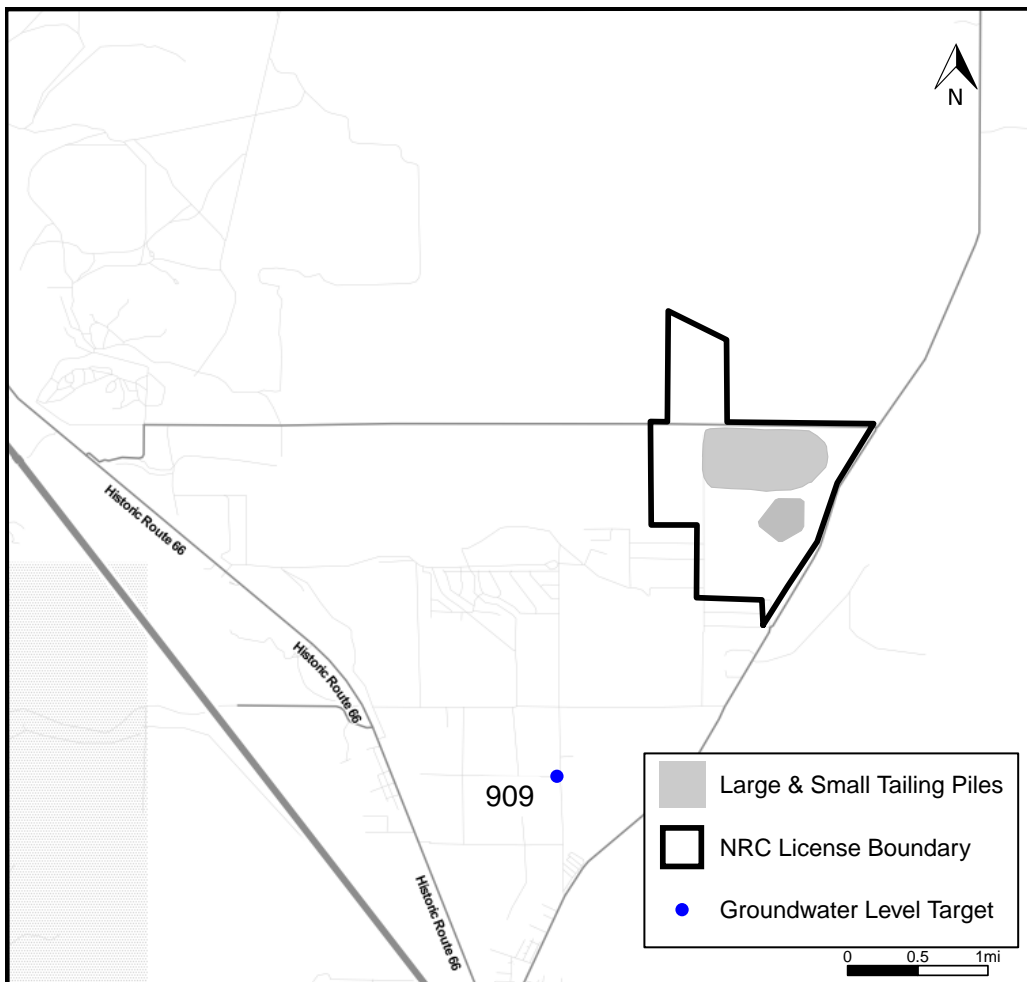 N
Historic Route 66
Historic Route 66
909
Historic Route 66
Large & Small Tailing Piles
NRC License Boundary
Groundwater Level Target
0 0.5 1mi